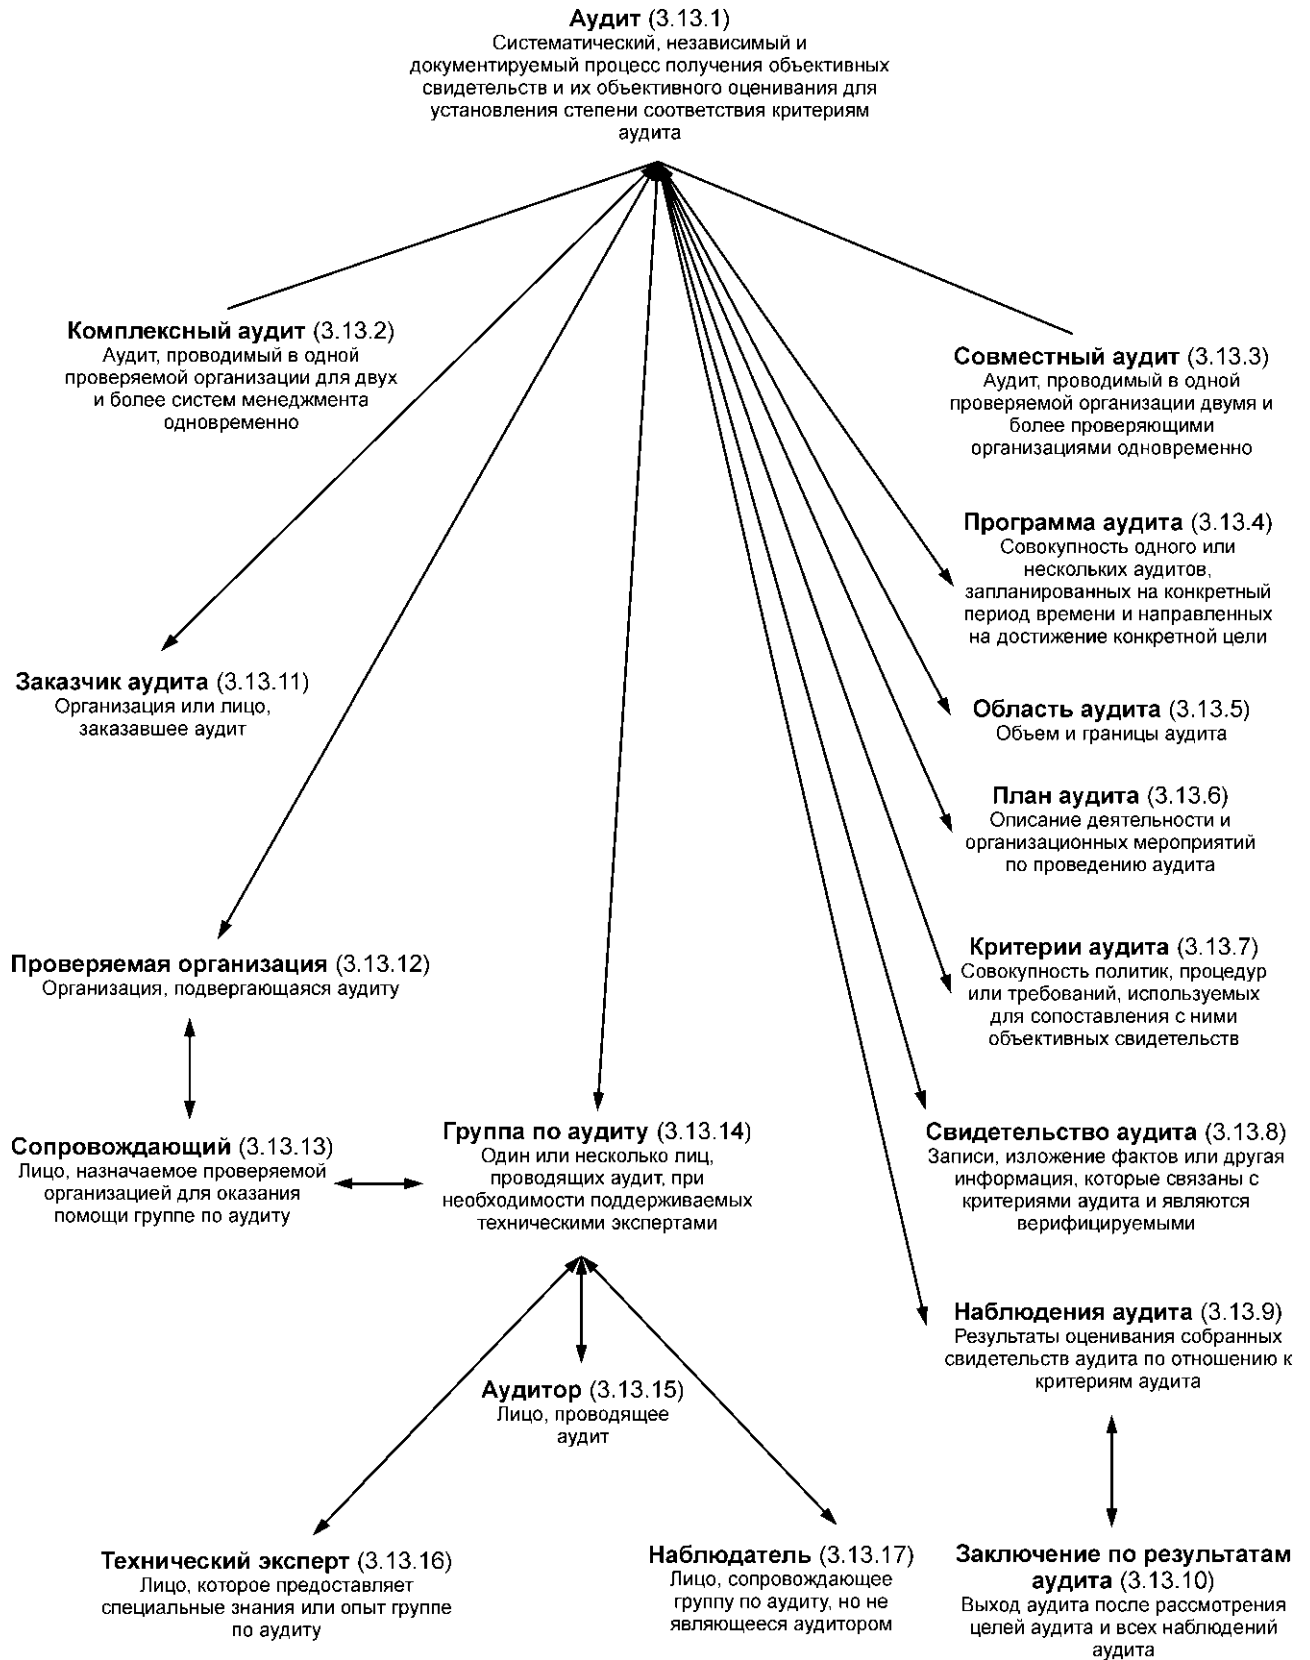 Аудит (3.13.1)
Систематический, независимый и
документируемый процесс получения объективных
свидетельств и их объективного оценивания для
установления степени соответствия критериям
аудита
Комплексный аудит (3.13.2)
Аудит, проводимый в одной
проверяемой организации для двух
и более систем менеджмента
одновременно
Совместный аудит (3.13.3)
Аудит, проводимый в одной
проверяемой организации двумя и
более проверяющими
организациями одновременно
Программа аудита (3.13.4)
Совокупность одного или
нескольких аудитов,
запланированных на конкретный
период времени и направленных
на достижение конкретной цели
Заказчик аудита (3.13.11)
Организация или лицо,
заказавшее аудит
Область аудита (3.13.5)
Объем и границы аудита
План аудита (3.13.6)
Описание деятельности и
организационных мероприятий
по проведению аудита
Проверяемая организация (3.13.12)
Организация, подвергающаяся аудиту
Критерии аудита (3.13.7)
Совокупность политик, процедур
или требований, используемых
для сопоставления с ними
объективных свидетельств
Сопровождающий (3.13.13)
Лицо, назначаемое проверяемой
организацией для оказания
помощи группе по аудиту
Группа по аудиту (3.13.14)
Один или несколько лиц,
проводящих аудит, при
необходимости поддерживаемых
техническими экспертами
Свидетельство аудита (3.13.8)
Записи, изложение фактов или другая
информация, которые связаны с
критериями аудита и являются
верифицируемыми
Наблюдения аудита (3.13.9)
Результаты оценивания собранных
свидетельств аудита по отношению к
критериям аудита
Аудитор (3.13.15)
Лицо, проводящее
аудит
Технический эксперт (3.13.16)
Лицо, которое предоставляет
специальные знания или опыт группе
по аудиту
Наблюдатель (3.13.17)
Лицо, сопровождающее
группу по аудиту, но не
являющееся аудитором
Заключение по результатам
аудита (3.13.10)
Выход аудита после рассмотрения
целей аудита и всех наблюдений
аудита